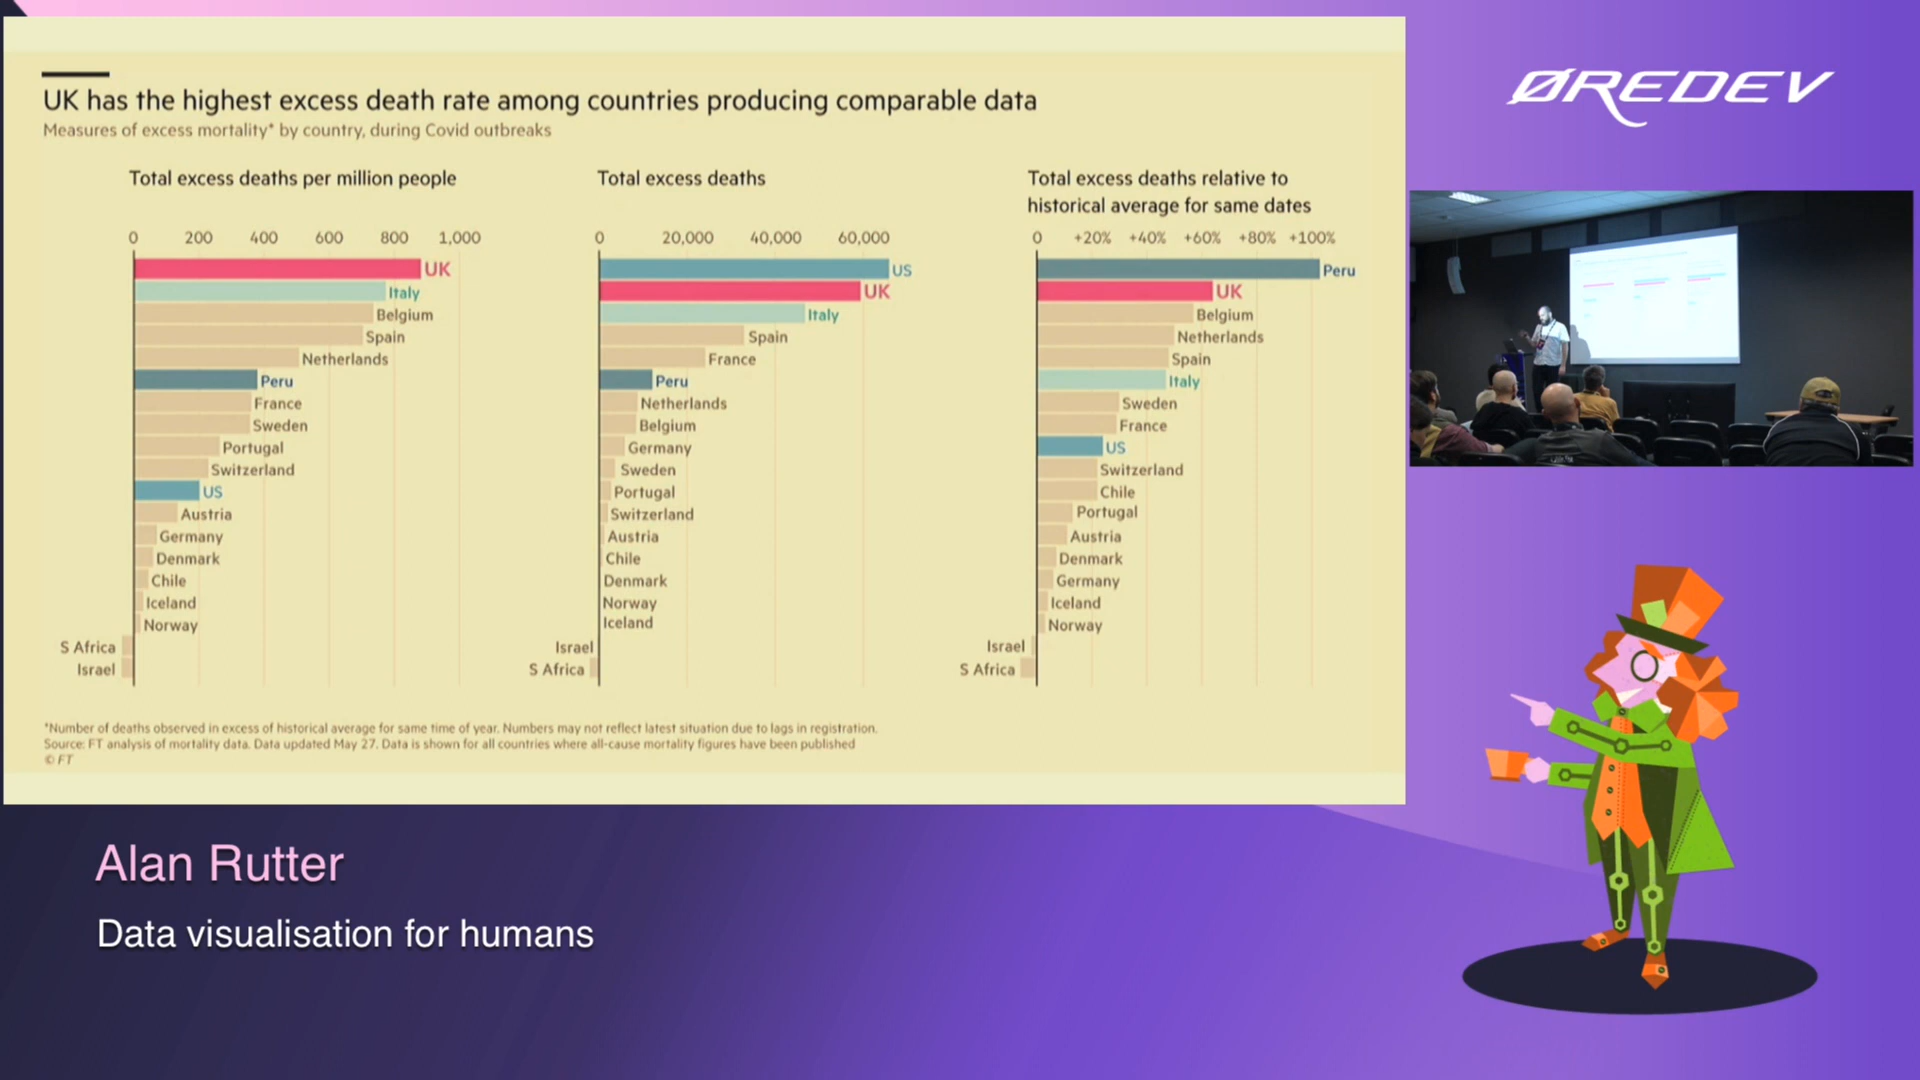 UK has the highest excess death rate among countries producing comparable data
Measures of excess mortality* by country, during Covid outbreaks
Total excess deaths per million people
0 200 400 600 800 1,000
UK
Italy
Belgium
Spain
Netherlands
Peru
France
Sweden
Portugal
Switzerland
US
Austria
Germany
Denmark
Chile
Iceland
Norway
S Africa
Israel
Total excess deaths
0 20,000 40,000 60,000
US
UK
Italy
Spain
France
Peru
Netherlands
Belgium
Germany
Sweden
Portugal
Switzerland
Austria
Chile
Denmark
Norway
Iceland
Israel
S Africa
Total excess deaths relative to
historical average for same dates
0 +20% +40% +60% +80% +100%
Peru
UK
Belgium
Netherlands
Spain
Italy
Sweden
France
US
Switzerland
Chile
Portugal
Austria
Denmark
Germany
Iceland
Norway
Israel
S Africa
*Number of deaths observed in excess of historical average for same time of year. Numbers may not reflect latest situation due to lags in registration.
Source: FT analysis of mortality data. Data updated May 27. Data is shown for all countries where all-cause mortality figures have been published
© FT
ØREDEV
Alan Rutter
Data visualisation for humans